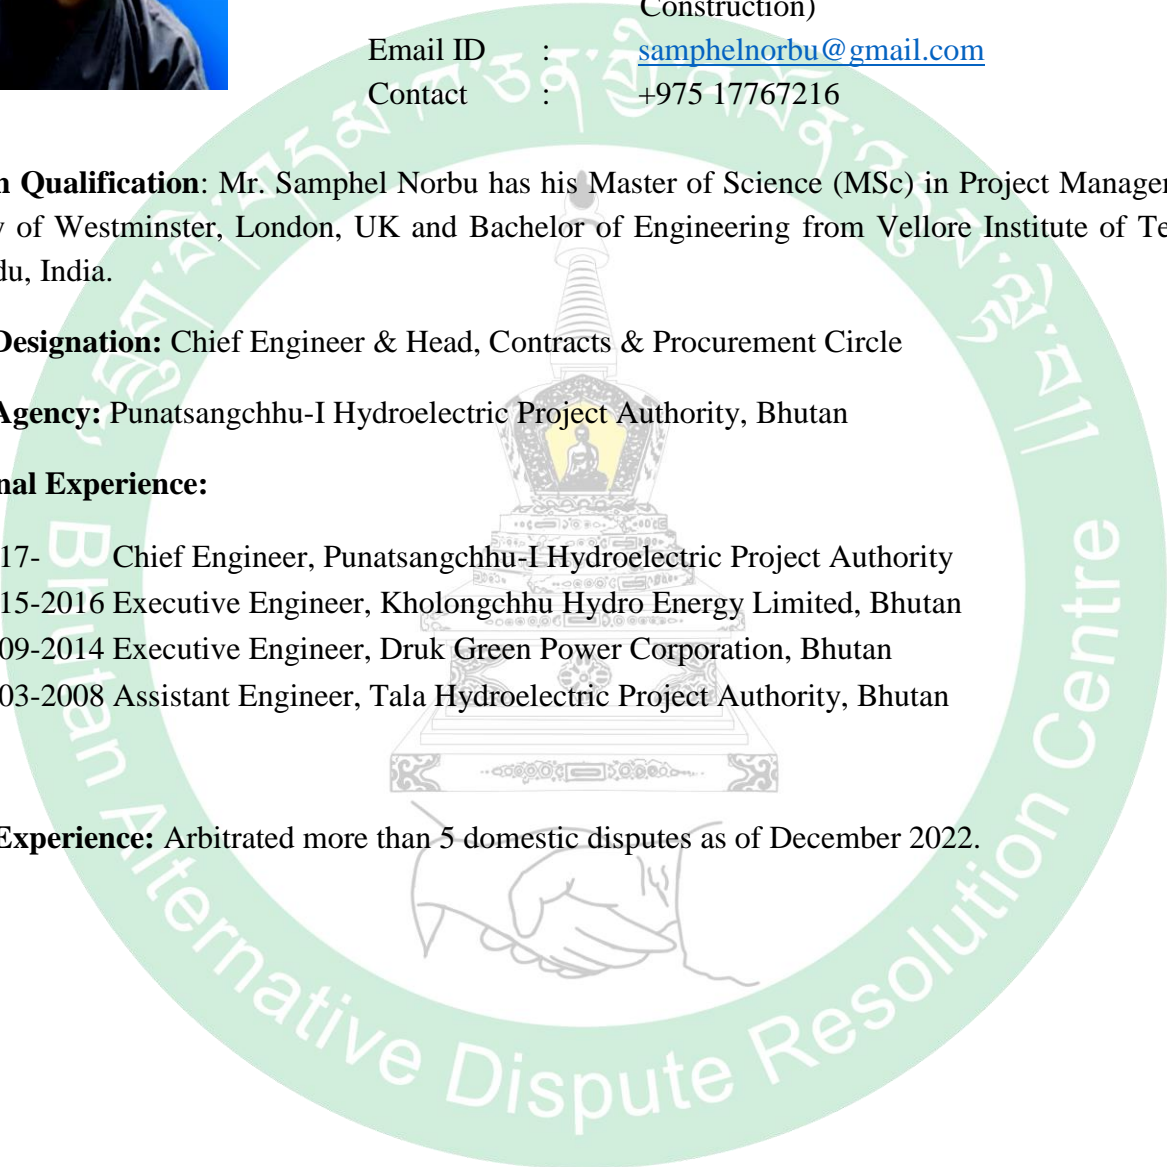 Construction)
Email ID : samphelnorbu@gmail.com
Contact : +975 17767216
n Qualification: Mr. Samphel Norbu has his Master of Science (MSc) in Project Manager
y of Westminster, London, UK and Bachelor of Engineering from Vellore Institute of Te
du, India.
Designation: Chief Engineer & Head, Contracts & Procurement Circle
Agency: Punatsangchhu-I Hydroelectric Project Authority, Bhutan
nal Experience:
17- Chief Engineer, Punatsangchhu-I Hydroelectric Project Authority
15-2016 Executive Engineer, Kholongchhu Hydro Energy Limited, Bhutan
09-2014 Executive Engineer, Druk Green Power Corporation, Bhutan
03-2008 Assistant Engineer, Tala Hydroelectric Project Authority, Bhutan
Experience: Arbitrated more than 5 domestic disputes as of December 2022.
Bhutan Alternative Dispute Resolution Centre